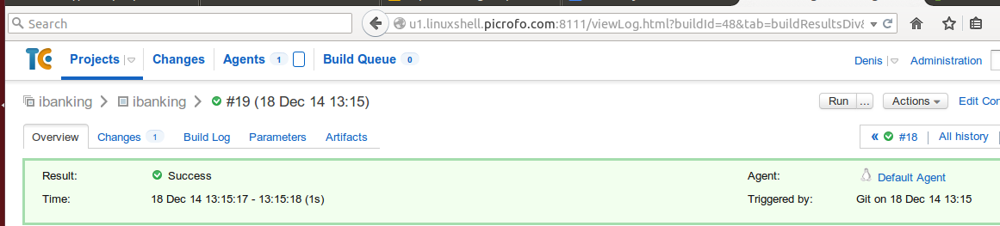 Search
u1.linuxshell.picrofo.com:8111/viewLog.html?buildId=48&tab=buildResultsDiv&
TC Projects Changes Agents 1 Build Queue 0 Denis Administration
ibanking ibanking #19 (18 Dec 14 13:15) Run ... Actions Edit Con
Overview Changes 1 Build Log Parameters Artifacts « #18 All history
Result: Success Agent: Default Agent
Time: 18 Dec 14 13:15:17 - 13:15:18 (1s) Triggered by: Git on 18 Dec 14 13:15